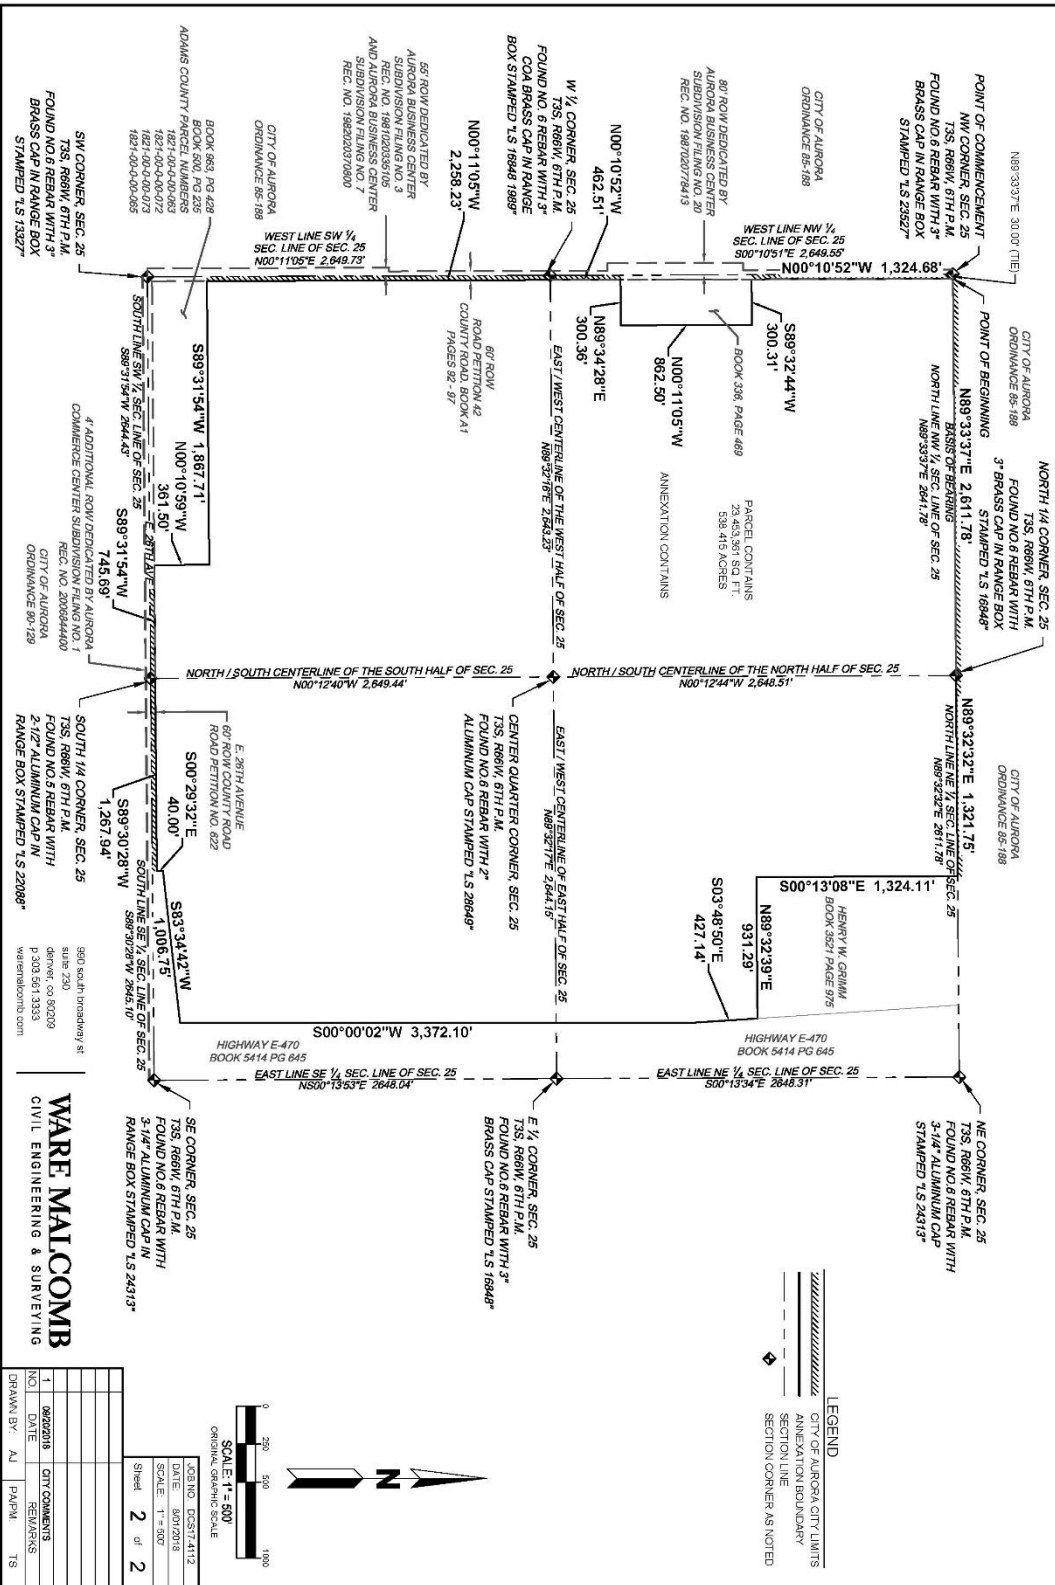 N89°33'37"E 30.00' (TIE)
POINT OF COMMENCEMENT
NW CORNER, SEC. 25
T3S, R66W, 6TH P.M.
FOUND NO.6 REBAR WITH 3"
BRASS CAP IN RANGE BOX
STAMPED "LS 23527"
CITY OF AURORA
ORDINANCE 85-188
80' ROW DEDICATED BY
AURORA BUSINESS CENTER
SUBDIVISION FILING NO. 20
REC. NO. 198702778413
N00°10'52"W
462.51'
W ¼ CORNER, SEC. 25
T3S, R66W, 6TH P.M.
FOUND NO. 6 REBAR WITH 3"
COA BRASS CAP IN RANGE
BOX STAMPED "LS 16848 1989"
N00°11'05"W
2,258.23'
55' ROW DEDICATED BY
AURORA BUSINESS CENTER
SUBDIVISION FILING NO. 3
REC. NO. 1981020336105
AND AURORA BUSINESS CENTER
SUBDIVISION FILING NO. 7
REC. NO. 198202370800
CITY OF AURORA
ORDINANCE 85-188
BOOK 963, PG 428
BOOK 500, PG 235
ADAMS COUNTY PARCEL NUMBERS
1821-00-0-00-063
1821-00-0-00-072
1821-00-0-00-073
1821-00-0-00-065
SW CORNER, SEC. 25
T3S, R66W, 6TH P.M.
FOUND NO.6 REBAR WITH 3"
BRASS CAP IN RANGE BOX
STAMPED "LS 13327"
WEST LINE NW ¼
SEC. LINE OF SEC. 25
S00°10'51"E 2,649.55'
N00°10'52"W 1,324.68'
WEST LINE SW ¼
SEC. LINE OF SEC. 25
N00°11'05"E 2,649.73'
CITY OF AURORA
ORDINANCE 85-188
POINT OF BEGINNING
N89°33'37"E 2,611.78'
BASIS OF BEARING
NORTH LINE NW ¼ SEC. LINE OF SEC. 25
N89°33'37"E 2641.78'
S89°32'44"W
300.31'
BOOK 336, PAGE 469
N00°11'05"W
862.50'
N89°34'28"E
300.36'
PARCEL CONTAINS
23,453,361 SQ. FT.
538.415 ACRES
ANNEXATION CONTAINS
EAST / WEST CENTERLINE OF THE WEST HALF OF SEC. 25
N89°32'16"E 2,643.23'
60' ROW
ROAD PETITION 42
COUNTY ROAD, BOOK A1
PAGES 92 - 97
S89°31'54"W 1,867.71'
N00°10'59"W
361.50'
E. 26TH AVE
SOUTH LINE SW ¼ SEC. LINE OF SEC. 25
S89°31'54"W 2644.43'
S89°31'54"W
745.69'
4' ADDITIONAL ROW DEDICATED BY AURORA
COMMERCE CENTER SUBDIVISION FILING NO. 1
REC. NO. 2006844400
CITY OF AURORA
ORDINANCE 90-129
NORTH 1/4 CORNER, SEC. 25
T3S, R66W, 6TH P.M.
FOUND NO.6 REBAR WITH
3" BRASS CAP IN RANGE BOX
STAMPED "LS 16848"
NORTH / SOUTH CENTERLINE OF THE NORTH HALF OF SEC. 25
N00°12'44"W 2,648.51'
NORTH / SOUTH CENTERLINE OF THE SOUTH HALF OF SEC. 25
N00°12'40"W 2,649.44'
CITY OF AURORA
ORDINANCE 85-188
N89°32'32"E 1,321.75'
NORTH LINE NE ¼ SEC. LINE OF SEC. 25
N89°32'32"E 2611.78'
CENTER QUARTER CORNER, SEC. 25
T3S, R66W, 6TH P.M.
FOUND NO.6 REBAR WITH 2"
ALUMINUM CAP STAMPED "LS 28649"
EAST / WEST CENTERLINE OF EAST HALF OF SEC. 25
N89°32'17"E 2,644.15'
E. 26TH AVENUE
60' ROW COUNTY ROAD
ROAD PETITION NO. 622
S00°29'32"E
40.00'
S89°30'28"W
1,267.94'
SOUTH 1/4 CORNER, SEC. 25
T3S, R66W, 6TH P.M.
FOUND NO.5 REBAR WITH
2-1/2" ALUMINUM CAP IN
RANGE BOX STAMPED "LS 22088"
S00°13'08"E 1,324.11'
HENRY W. GRIMM
BOOK 3521 PAGE 975
N89°32'39"E
931.29'
S03°48'50"E
427.14'
S83°34'42"W
1,006.75'
SOUTH LINE SE ¼ SEC. LINE OF SEC. 25
S89°30'28"W 2645.10'
S00°00'02"W 3,372.10'
HIGHWAY E-470
BOOK 5414 PG 645
HIGHWAY E-470
BOOK 5414 PG 645
EAST LINE SE ¼ SEC. LINE OF SEC. 25
NS00°13'53"E 2648.04'
EAST LINE NE ¼ SEC. LINE OF SEC. 25
S00°13'34"E 2648.31'
NE CORNER, SEC. 25
T3S, R66W, 6TH P.M.
FOUND NO.6 REBAR WITH
3-1/4" ALUMINUM CAP
STAMPED "LS 24313"
E ¼ CORNER, SEC. 25
T3S, R66W, 6TH P.M.
FOUND NO.6 REBAR WITH 3"
BRASS CAP STAMPED "LS 16848"
SE CORNER, SEC. 25
T3S, R66W, 6TH P.M.
FOUND NO.6 REBAR WITH
3-1/4" ALUMINUM CAP IN
RANGE BOX STAMPED "LS 24313"
LEGEND
CITY OF AURORA CITY LIMITS
ANNEXATION BOUNDARY
SECTION LINE
SECTION CORNER AS NOTED
N
0 250 500 1000
SCALE: 1" = 500'
ORIGINAL GRAPHIC SCALE
990 south broadway st
suite 230
denver, co 80209
p 303.561.3333
waremalcomb.com
WARE MALCOMB
CIVIL ENGINEERING & SURVEYING
1 09/20/2018 CITY COMMENTS
NO. DATE REMARKS
DRAWN BY: AJ PA/PM: TS
JOB NO. DCS17-4112
DATE: 8/01/2018
SCALE: 1" = 500'
Sheet 2 of 2